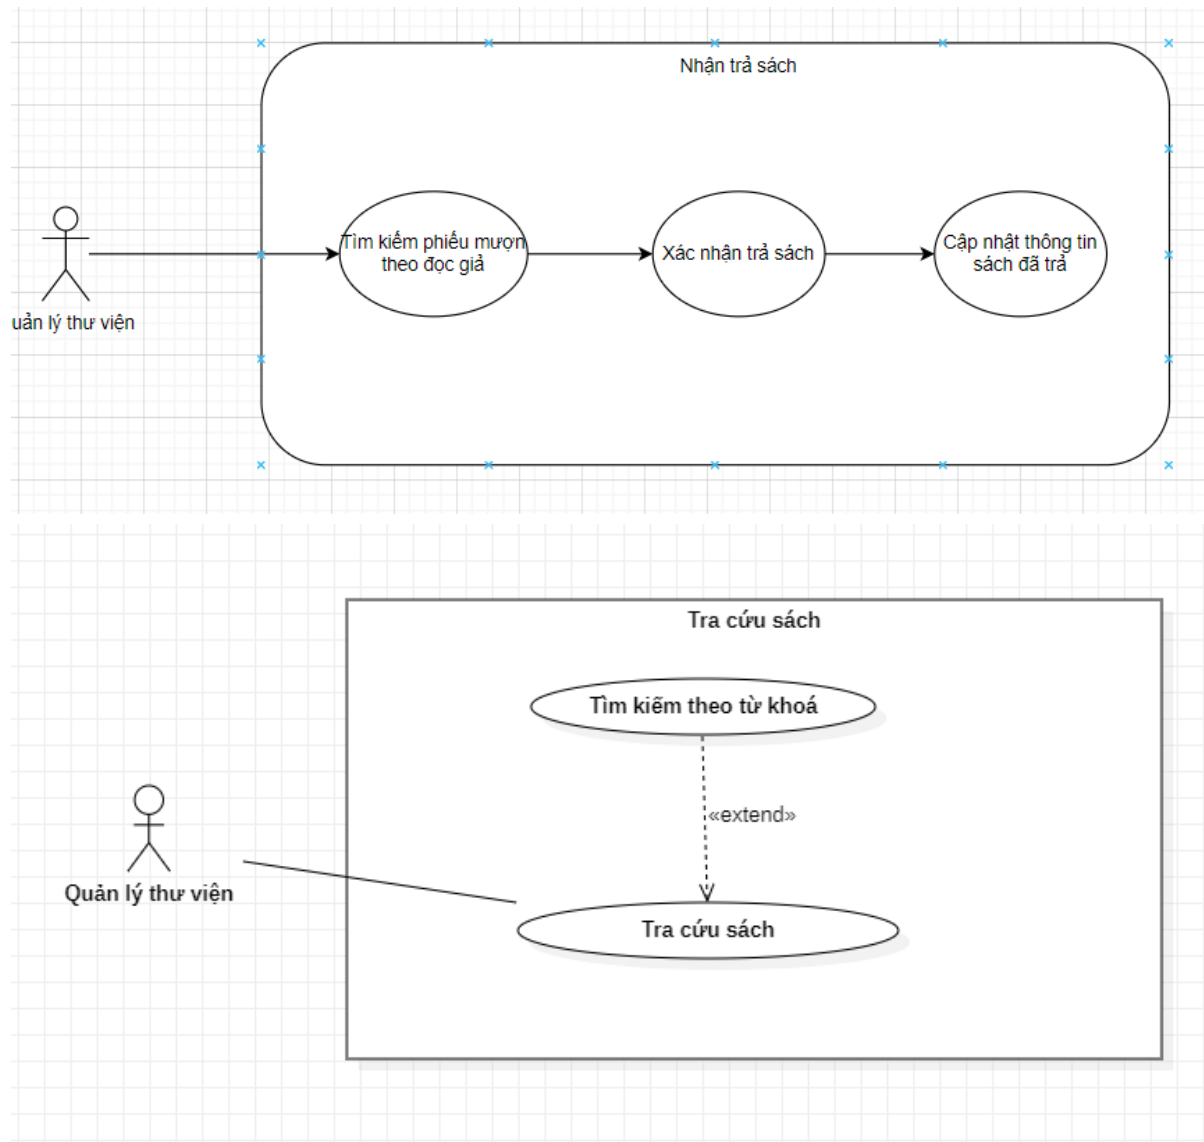 Nhận trả sách
Tìm kiếm phiếu mượn
theo đọc giả
Xác nhận trả sách
Cập nhật thông tin
sách đã trả
uản lý thư viện
Tra cứu sách
Tìm kiếm theo từ khoá
«extend»
Quản lý thư viện
Tra cứu sách